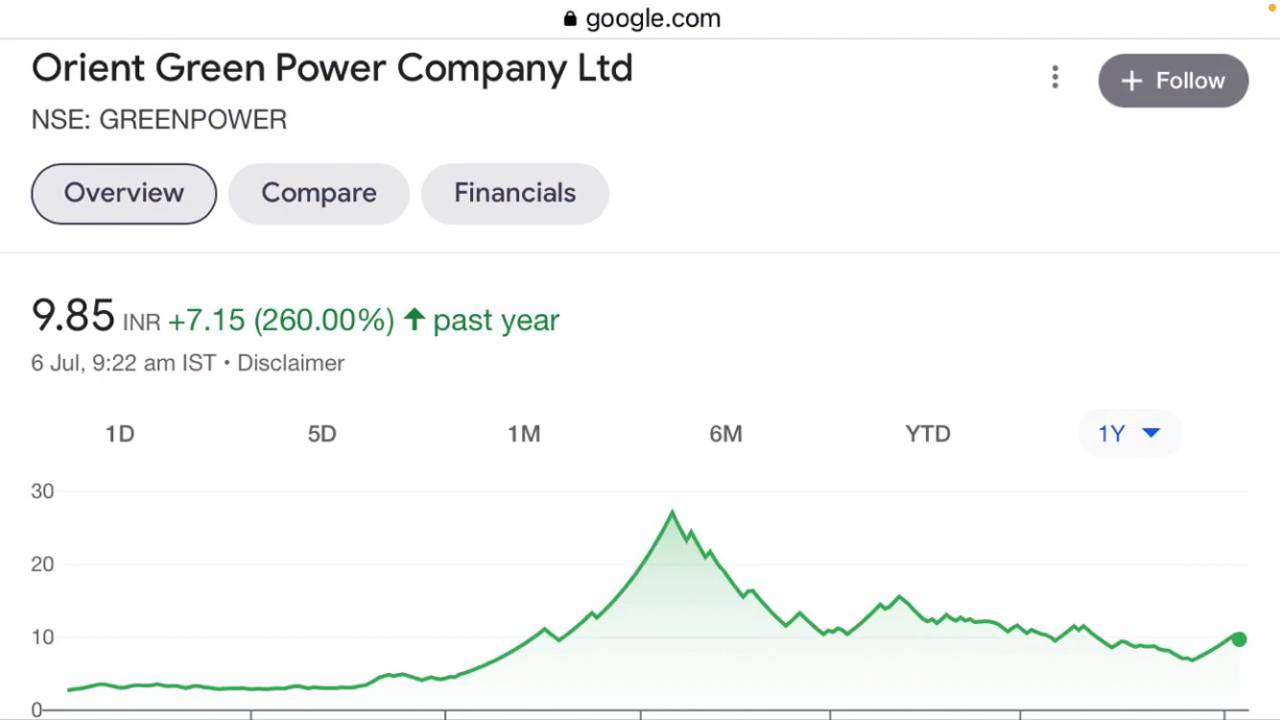 google.com
Orient Green Power Company Ltd
+ Follow
NSE: GREENPOWER
Overview Compare Financials
9.85 INR +7.15 (260.00%) ↑ past year
6 Jul, 9:22 am IST • Disclaimer
1D 5D 1M 6M YTD 1Y
30
20
10
0